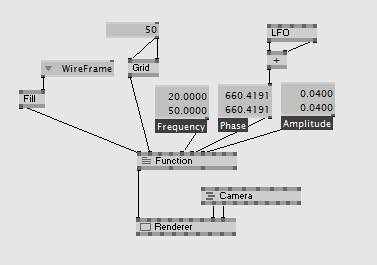 50
LFO
WireFrame
Grid
+
Fill
20.0000
50.0000
Frequency
660.4191
660.4191
Phase
0.0400
0.0400
Amplitude
Function
Camera
Renderer